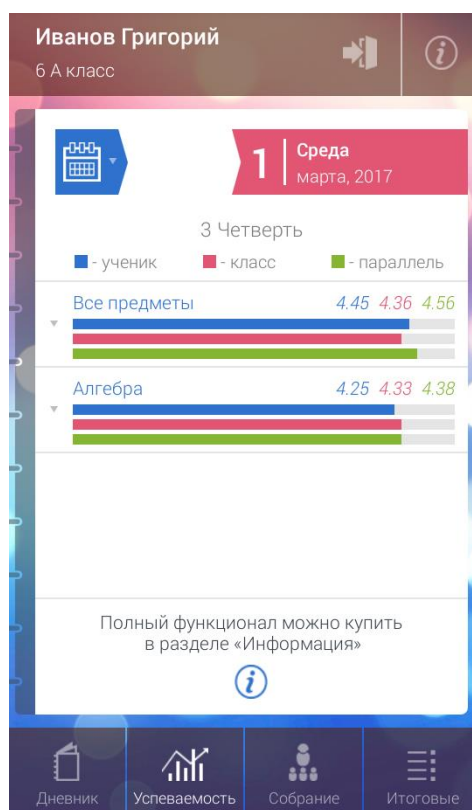 Иванов Григорий
6 А класс
1
Среда
марта, 2017
3 Четверть
- ученик - класс - параллель
Все предметы 4.45 4.36 4.56
Алгебра 4.25 4.33 4.38
Полный функционал можно купить
в разделе «Информация»
Дневник Успеваемость Собрание Итоговые